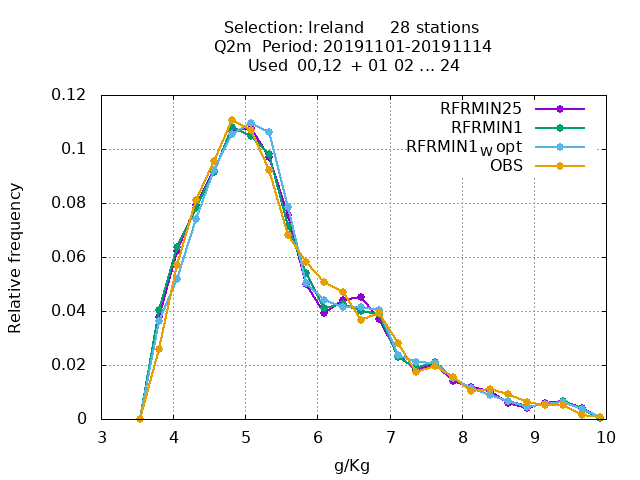 Selection: Ireland 28 stations
Q2m Period: 20191101-20191114
Used 00,12 + 01 02 ... 24
RFRMIN25
RFRMIN1
RFRMIN1_W opt
OBS
0.12
0.1
0.08
0.06
0.04
0.02
0
Relative frequency
3 4 5 6 7 8 9 10
g/Kg